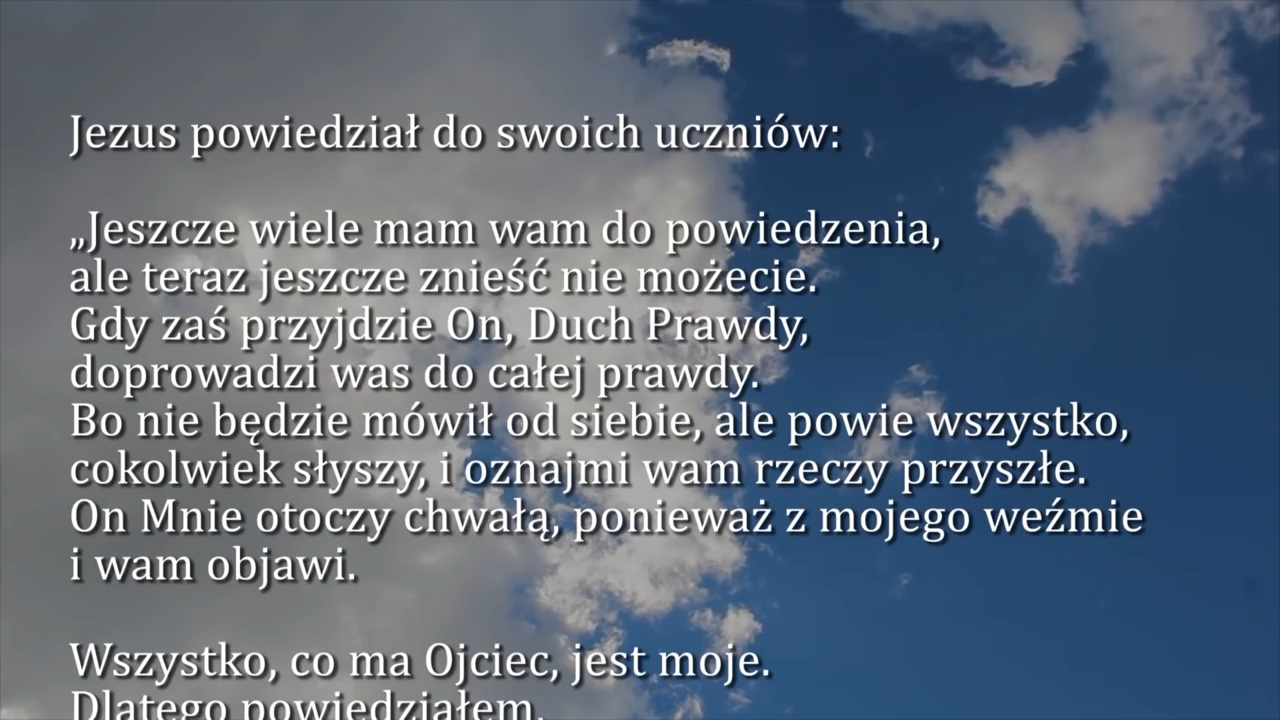 Jezus powiedział do swoich uczniów:
„Jeszcze wiele mam wam do powiedzenia,
ale teraz jeszcze znieść nie możecie.
Gdy zaś przyjdzie On, Duch Prawdy,
doprowadzi was do całej prawdy.
Bo nie będzie mówił od siebie, ale powie wszystko,
cokolwiek słyszy, i oznajmi wam rzeczy przyszłe.
On Mnie otoczy chwałą, ponieważ z mojego weźmie
i wam objawi.
Wszystko, co ma Ojciec, jest moje.
Dlatego powiedziałem,